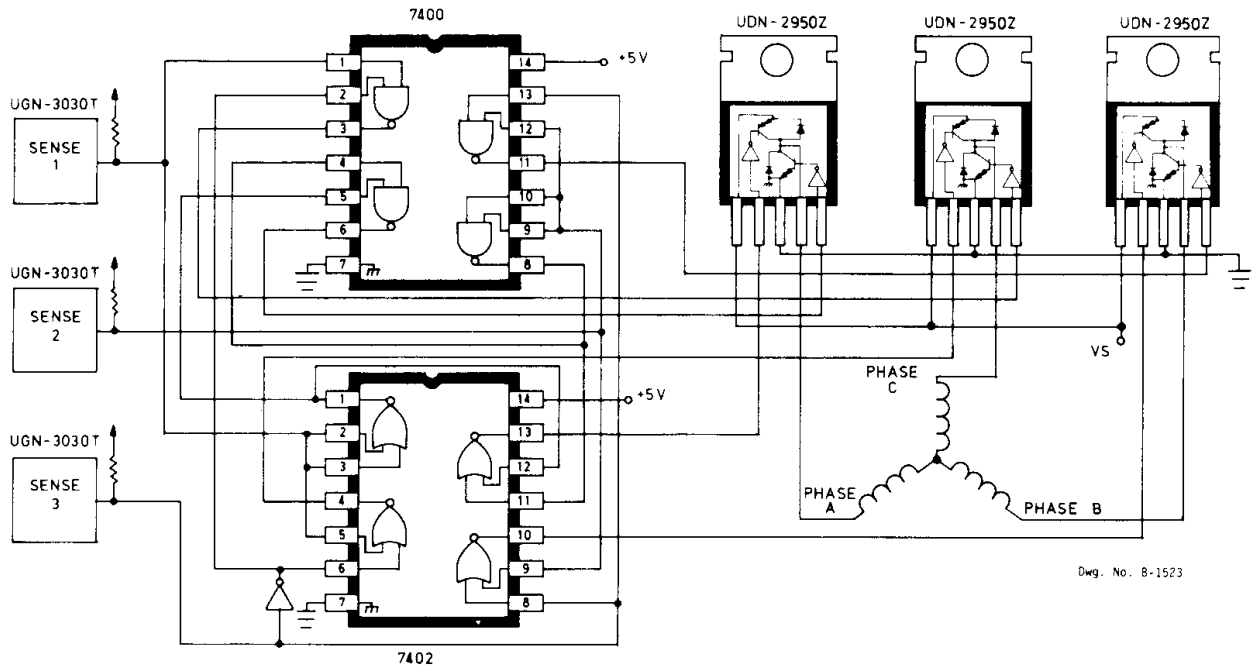 7400
UDN-2950Z
UDN-2950Z
UDN-2950Z
1
14
+5V
2
13
UGN-3030T
SENSE
1
3
12
4
11
5
10
6
9
7
8
UGN-3030T
SENSE
2
VS
PHASE
C
1
14
+5V
2
13
UGN-3030T
SENSE
3
3
12
4
11
PHASE
A
PHASE B
5
10
6
9
7
8
Dwg. No. B-1523
7402